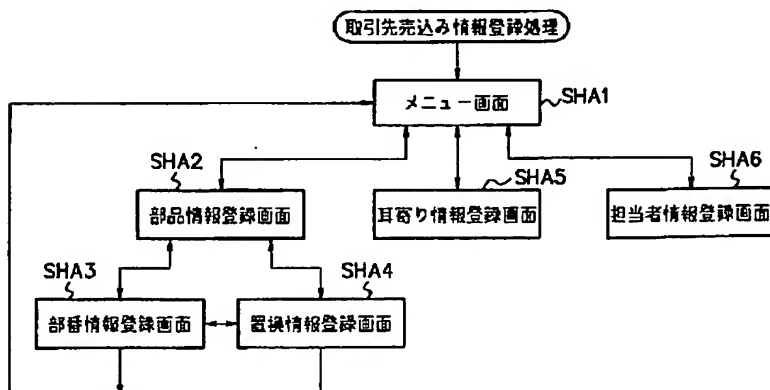 取引先売込み情報登録処理
メニュー画面
SHA1
SHA2
SHA5
SHA6
部品情報登録画面
耳寄り情報登録画面
担当者情報登録画面
SHA3
SHA4
部番情報登録画面
置換情報登録画面